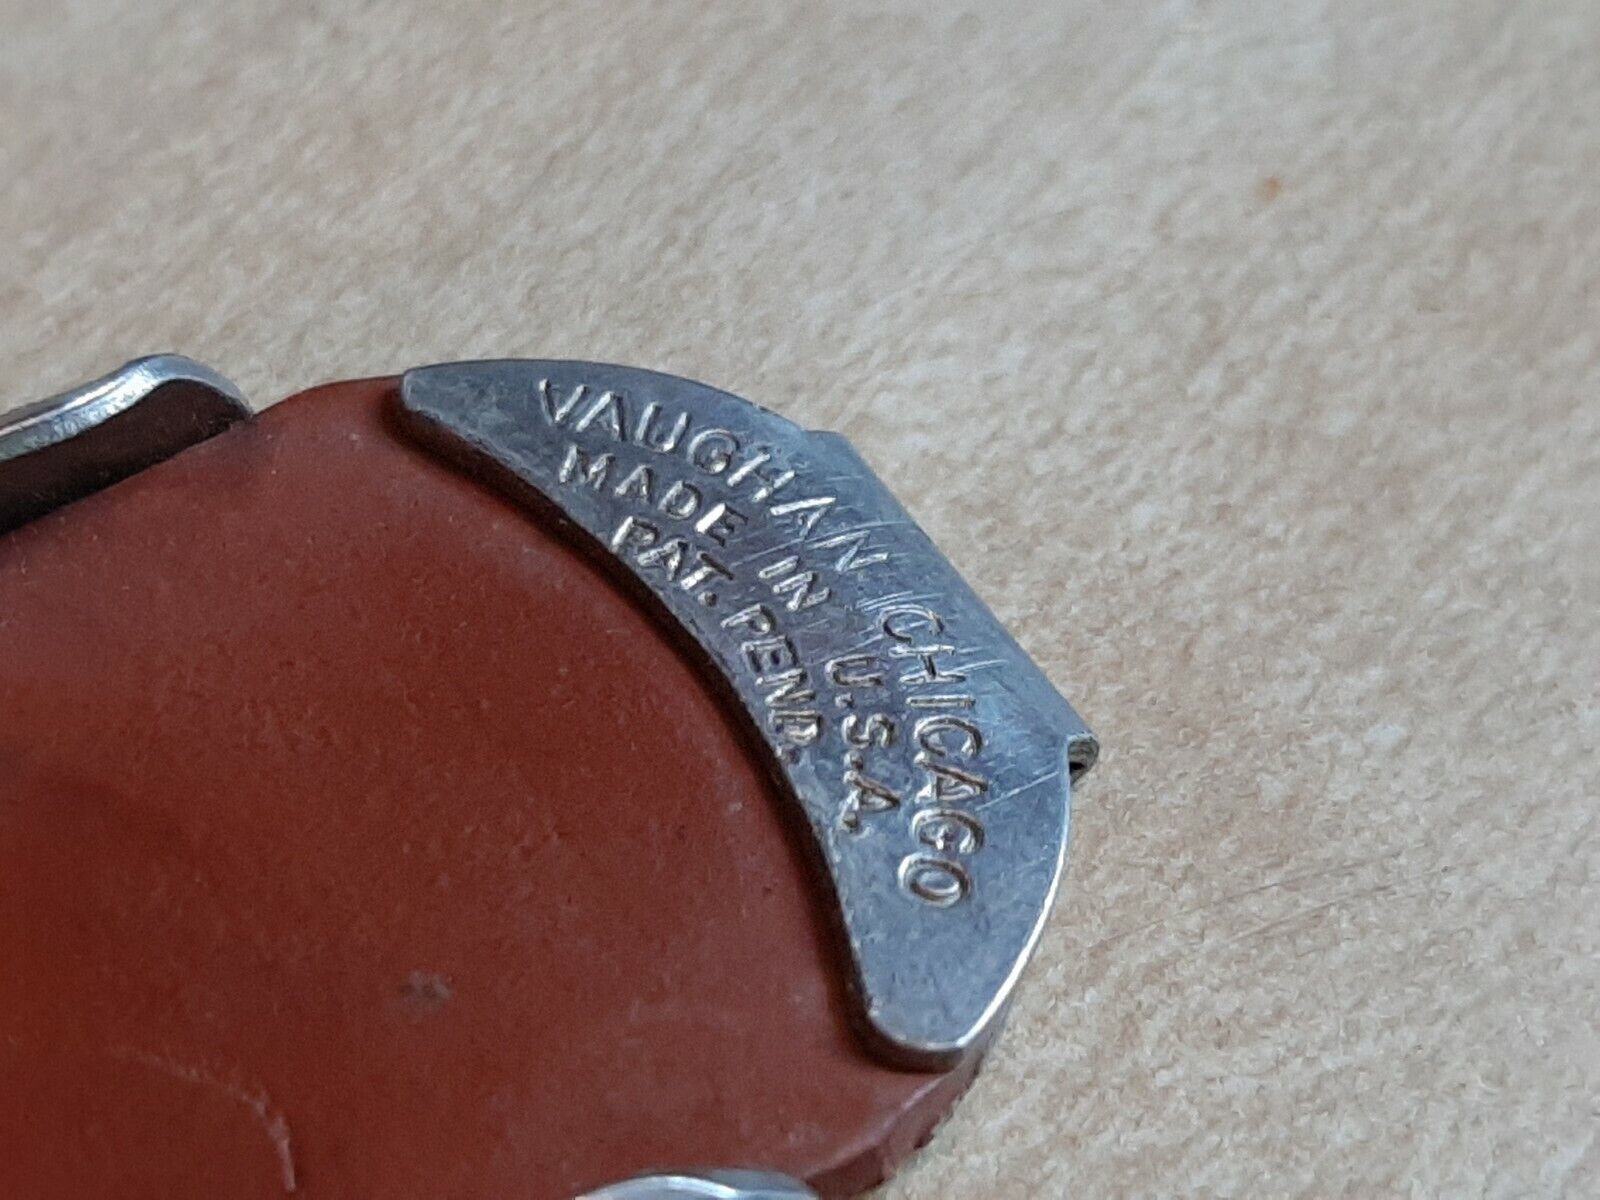 VAUGHAN CHICAGO
MADE IN U.S.A.
PAT. PEND.